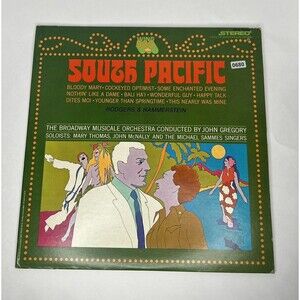 STEREO
SOUTH PACIFIC
0680
BLOODY MARY • COCKEYED OPTIMIST • SOME ENCHANTED EVENING
NOTHIN' LIKE A DAME • BALI HA'I • WONDERFUL GUY • HAPPY TALK
DITES MOI • YOUNGER THAN SPRINGTIME • THIS NEARLY WAS MINE
RODGERS & HAMMERSTEIN
THE BROADWAY MUSICALE ORCHESTRA CONDUCTED BY JOHN GREGORY
SOLOISTS: MARY THOMAS, JOHN McNALLY AND THE MICHAEL SAMMES SINGERS